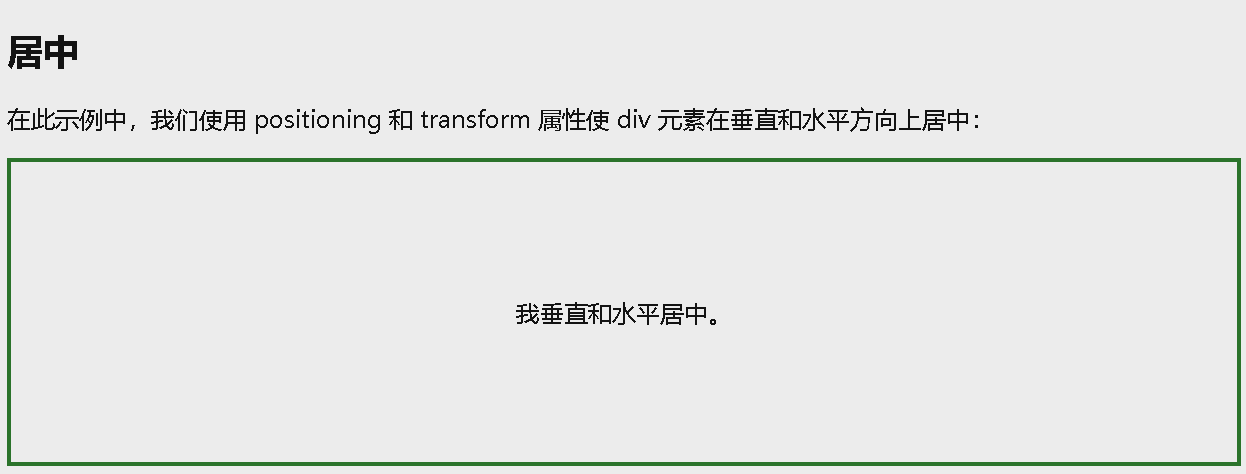 居中
在此示例中，我们使用 positioning 和 transform 属性使 div 元素在垂直和水平方向上居中：
我垂直和水平居中。